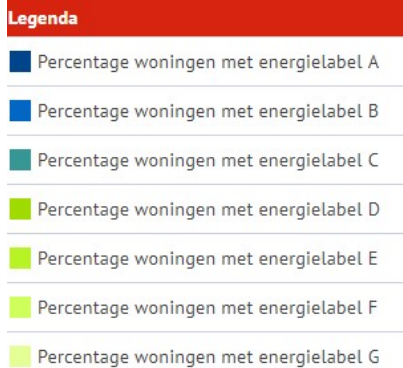 Legenda
Percentage woningen met energielabel A
Percentage woningen met energielabel B
Percentage woningen met energielabel C
Percentage woningen met energielabel D
Percentage woningen met energielabel E
Percentage woningen met energielabel F
Percentage woningen met energielabel G